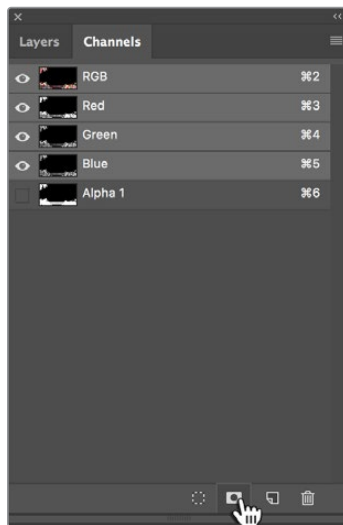 Layers Channels
RGB ⌘2
Red ⌘3
Green ⌘4
Blue ⌘5
Alpha 1 ⌘6